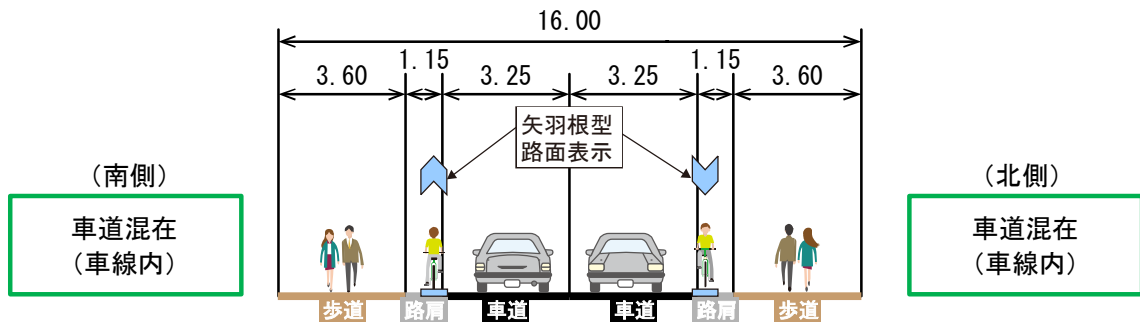 16.00
1.15
1.15
3.60
3.25
3.25
3.60
矢羽根型
路面表示
（南側）
車道混在
（車線内）
（北側）
車道混在
（車線内）
歩道
路肩
車道
車道
路肩
歩道